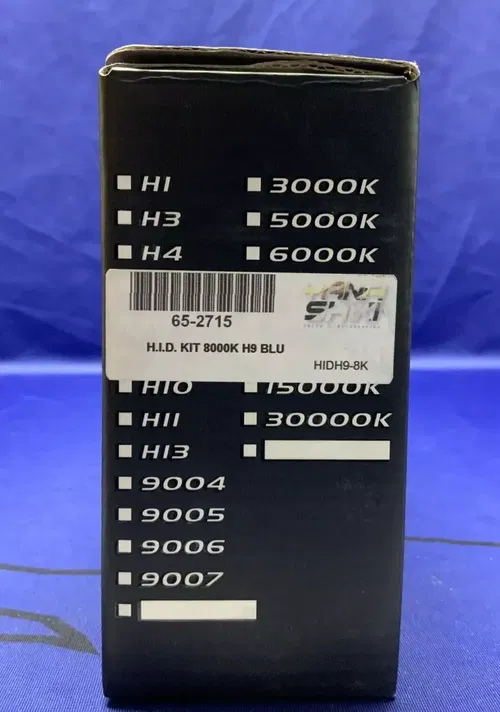 H1 3000K
H3 5000K
H4 6000K
65-2715
H.I.D. KIT 8000K H9 BLU
HIDH9-8K
H10 15000K
H11 30000K
H13
9004
9005
9006
9007